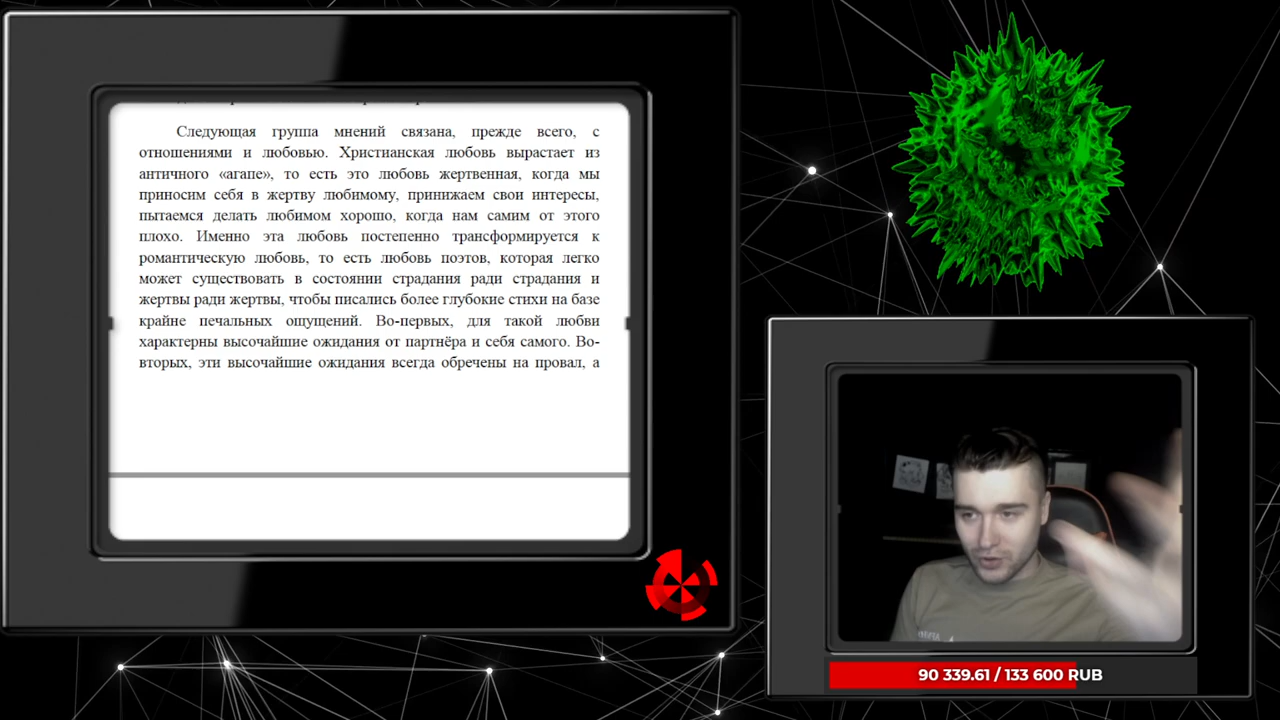 Следующая группа мнений связана, прежде всего, с
отношениями и любовью. Христианская любовь вырастает из
античного «агапе», то есть это любовь жертвенная, когда мы
приносим себя в жертву любимому, принижаем свои интересы,
пытаемся делать любимом хорошо, когда нам самим от этого
плохо. Именно эта любовь постепенно трансформируется к
романтическую любовь, то есть любовь поэтов, которая легко
может существовать в состоянии страдания ради страдания и
жертвы ради жертвы, чтобы писались более глубокие стихи на базе
крайне печальных ощущений. Во-первых, для такой любви
характерны высочайшие ожидания от партнёра и себя самого. Во-
вторых, эти высочайшие ожидания всегда обречены на провал, а
90 339.61 / 133 600 RUB